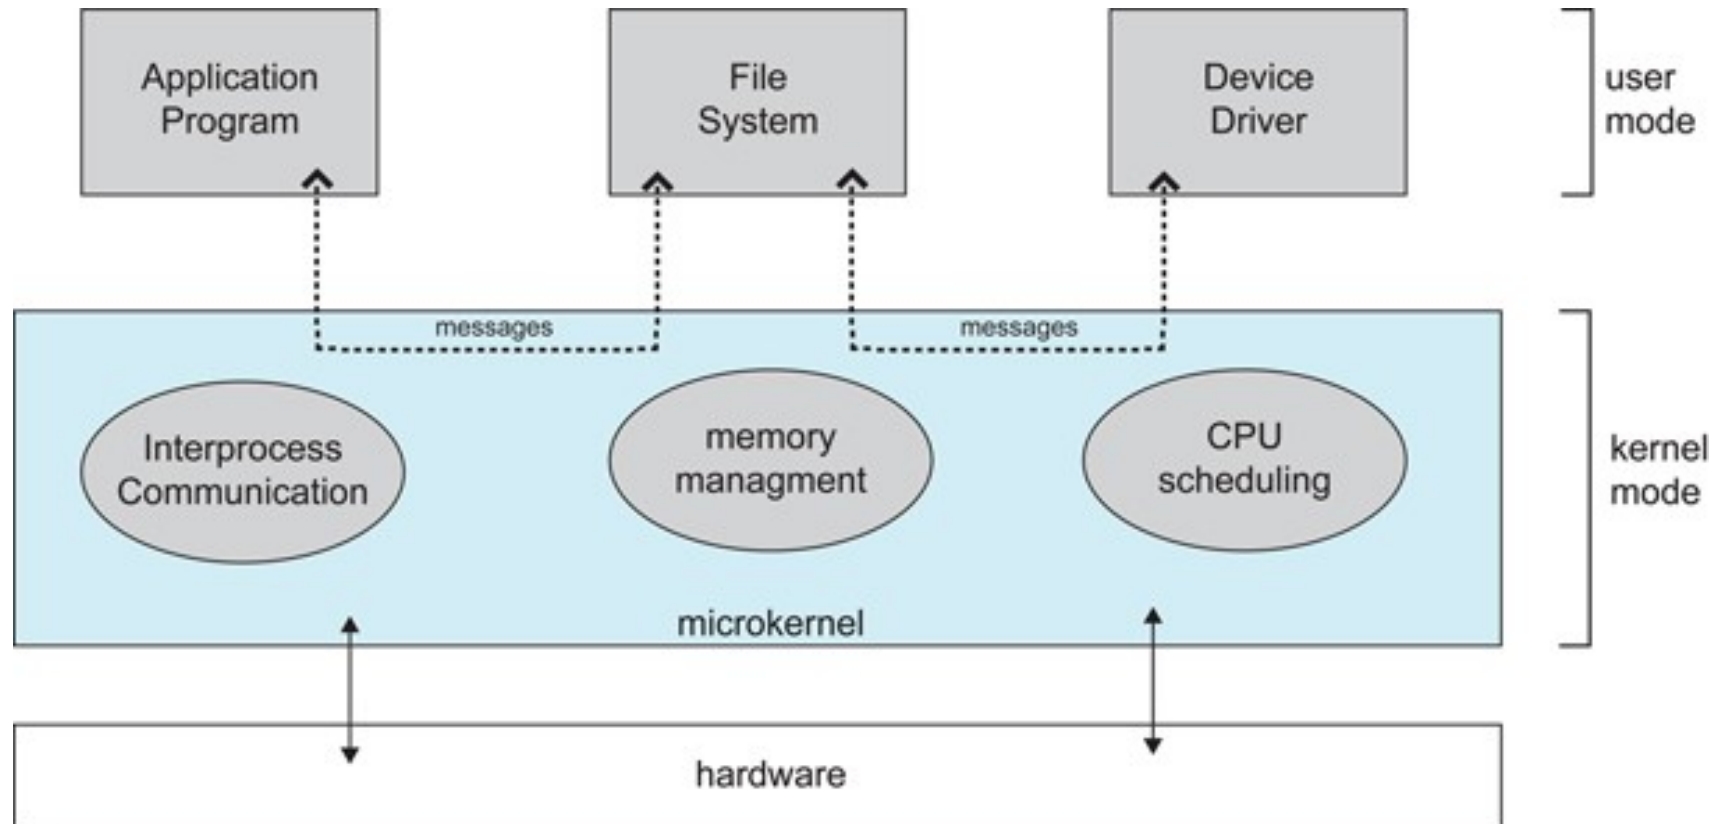 Application
Program
File
System
Device
Driver
user
mode
messages
messages
Interprocess
Communication
memory
managment
CPU
scheduling
kernel
mode
microkernel
hardware